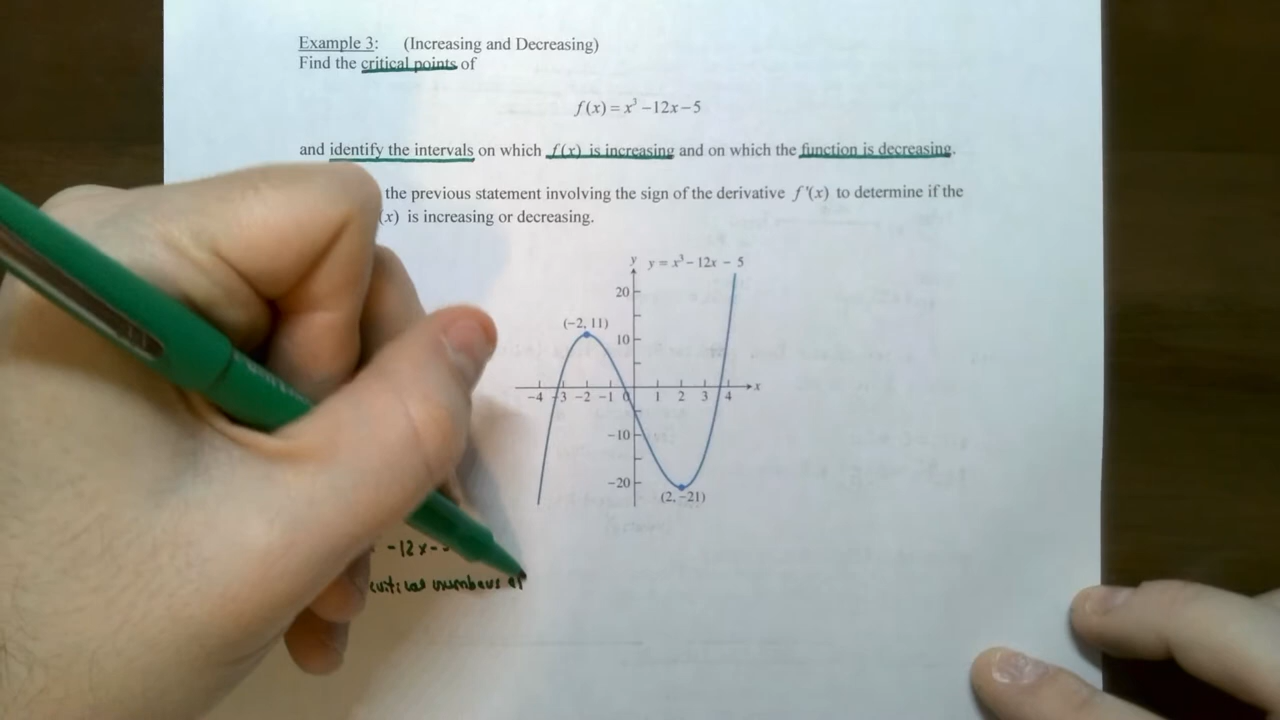 Example 3: (Increasing and Decreasing)
Find the critical points of
f(x) = x³ − 12x − 5
and identify the intervals on which f(x) is increasing and on which the function is decreasing.
the previous statement involving the sign of the derivative f'(x) to determine if the
(x) is increasing or decreasing.
y y = x³ − 12x − 5
20
(−2, 11)
10
−4 −3 −2 −1 0 1 2 3 4 x
−10
−20
(2, −21)
-12x-
critical numbers of